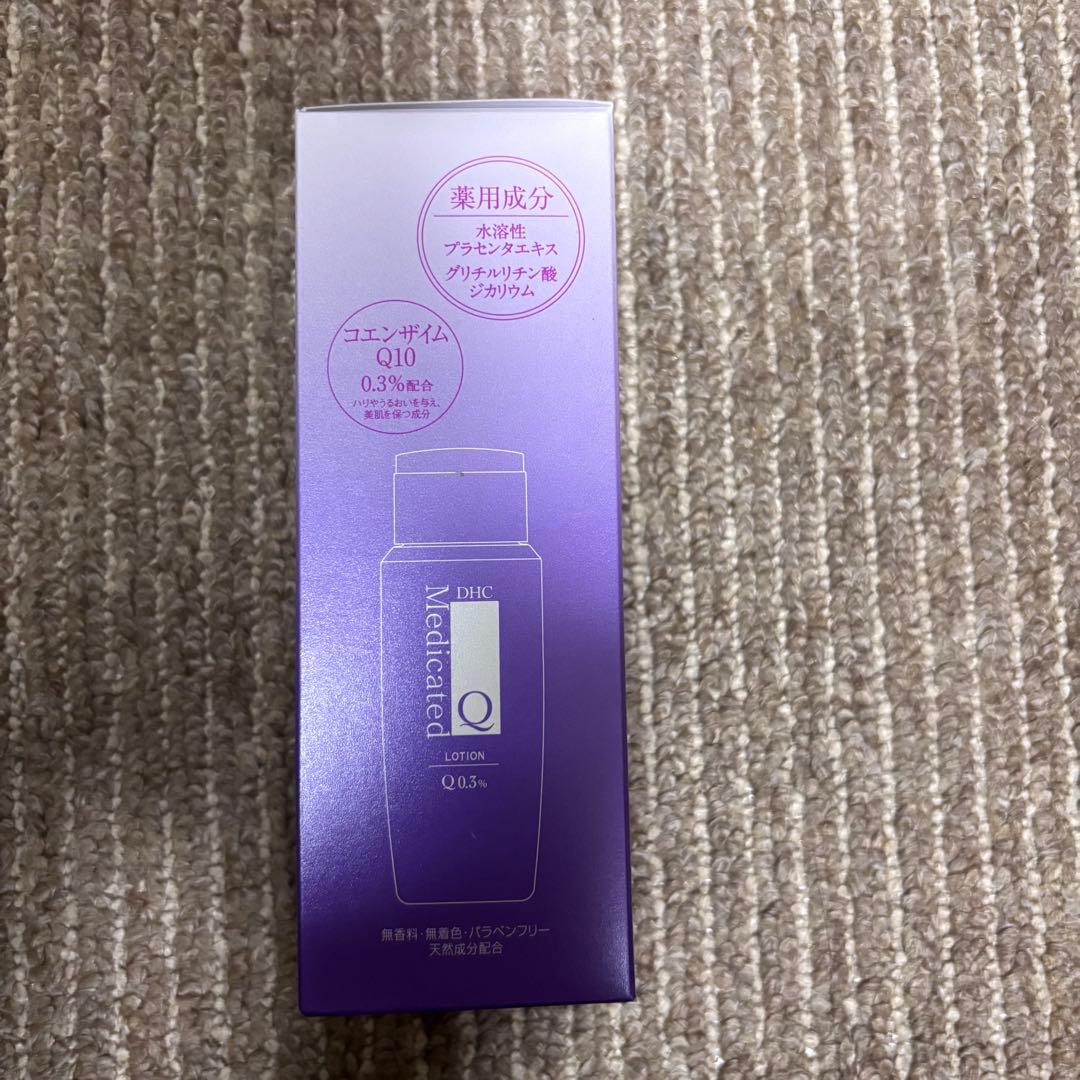 薬用成分
水溶性
プラセンタエキス
グリチルリチン酸
ジカリウム
コエンザイム
Q10
0.3%配合
ハリやうるおいを与え、
美肌を保つ成分
DHC
Medicated
Q
LOTION
Q 0.3%
無香料・無着色・パラベンフリー
天然成分配合